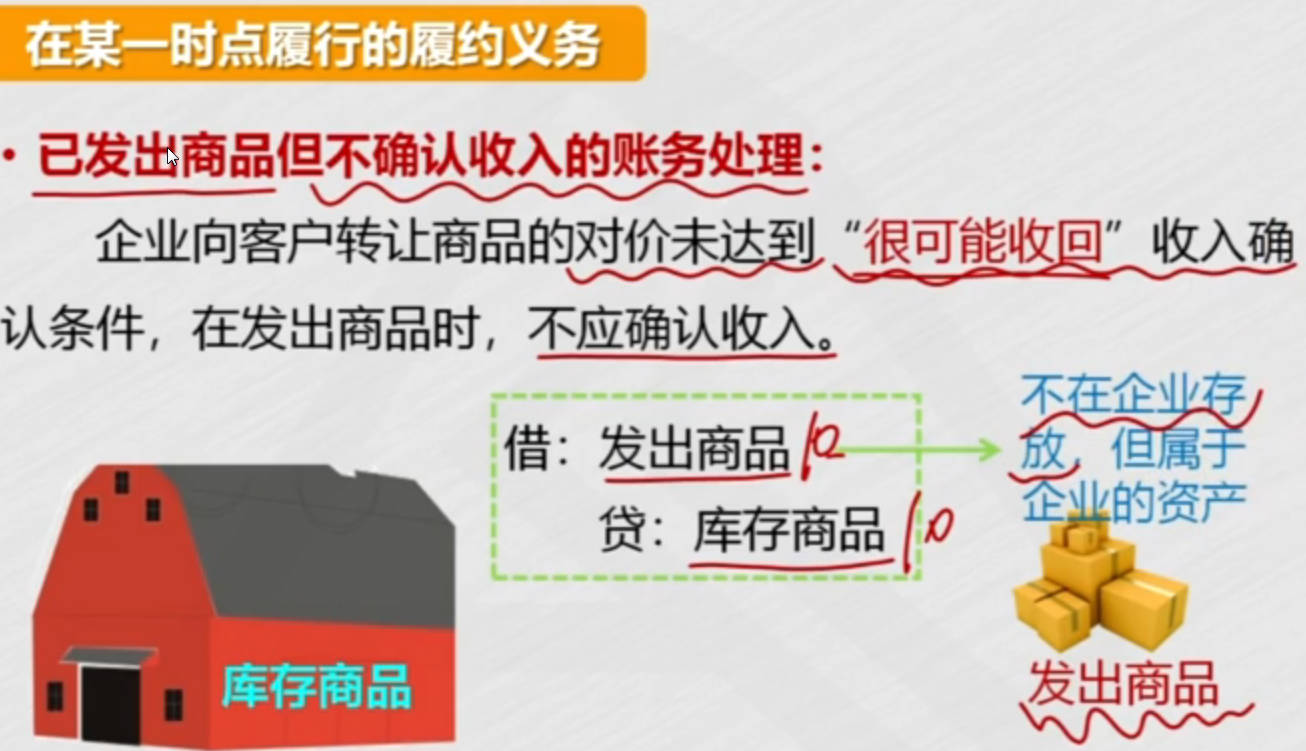 在某一时点履行的履约义务
·已发出商品但不确认收入的账务处理：
企业向客户转让商品的对价未达到“很可能收回”收入确
认条件，在发出商品时，不应确认收入。
借：发出商品 10
贷：库存商品 10
不在企业存
放，但属于
企业的资产
发出商品
库存商品